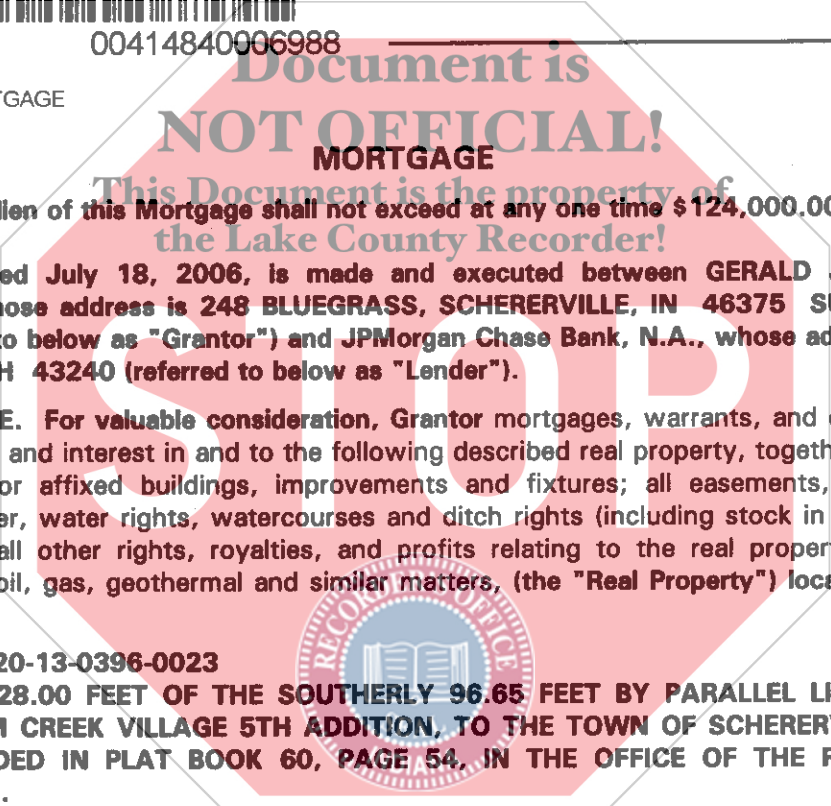 00414840006988
TGAGE
Document is
NOT OFFICIAL!
MORTGAGE
This Document is the property of
lien of this Mortgage shall not exceed at any one time $124,000.00
the Lake County Recorder!
ed July 18, 2006, is made and executed between GERALD
hose address is 248 BLUEGRASS, SCHERERVILLE, IN 46375
to below as "Grantor") and JPMorgan Chase Bank, N.A., whose ad
H 43240 (referred to below as "Lender").
STOP
E. For valuable consideration, Grantor mortgages, warrants, and
and interest in and to the following described real property, togeth
or affixed buildings, improvements and fixtures; all easements,
er, water rights, watercourses and ditch rights (including stock in
all other rights, royalties, and profits relating to the real proper
oil, gas, geothermal and similar matters, (the "Real Property") loca
RECORDER OFFICE
20-13-0396-0023
28.00 FEET OF THE SOUTHERLY 96.65 FEET BY PARALLEL
CREEK VILLAGE 5TH ADDITION, TO THE TOWN OF SCHERER
DED IN PLAT BOOK 60, PAGE 54, IN THE OFFICE OF THE